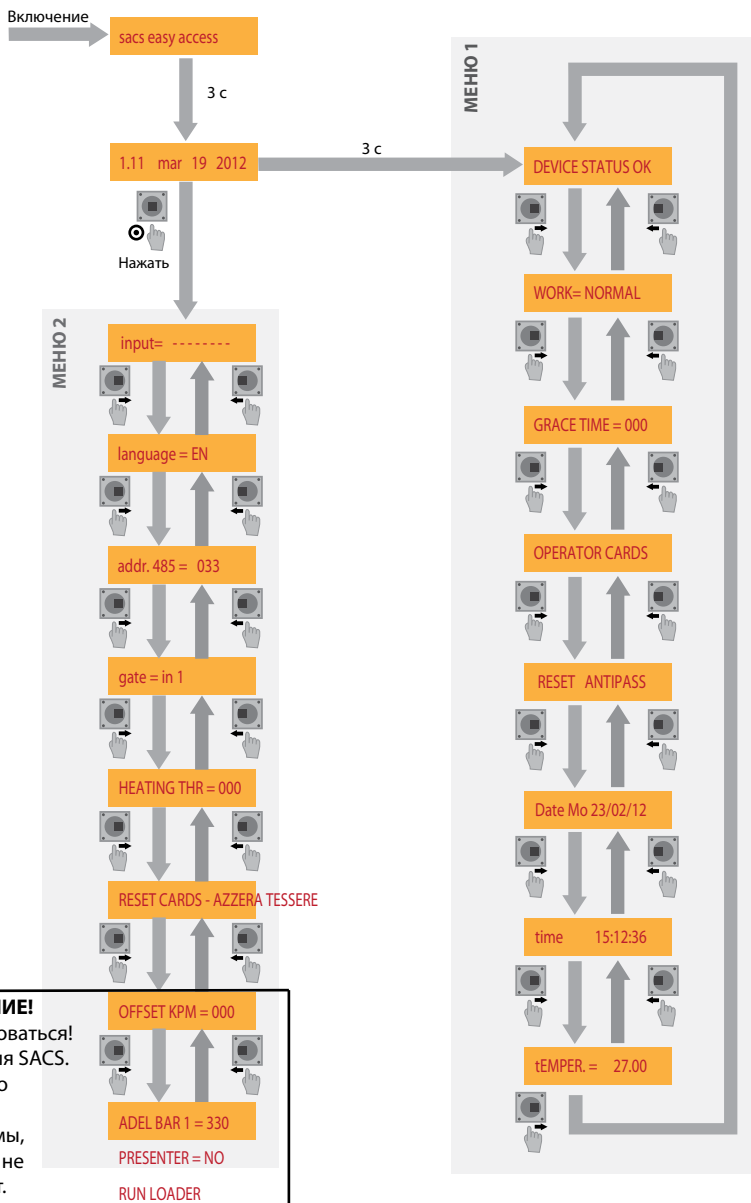 Включение
sacs easy access
3 с
1.11 mar 19 2012
3 с
Нажать
МЕНЮ 1
DEVICE STATUS OK
WORK= NORMAL
GRACE TIME = 000
OPERATOR CARDS
RESET ANTIPASS
Date Mo 23/02/12
time 15:12:36
tEMPER. = 27.00
МЕНЮ 2
input= --------
language = EN
addr. 485 = 033
gate = in 1
HEATING THR = 000
RESET CARDS - AZZERA TESSERE
OFFSET KPM = 000
ADEL BAR 1 = 330
PRESENTER = NO
RUN LOADER
ИЕ!
оваться!
я SACS.
о
мы,
не
т.